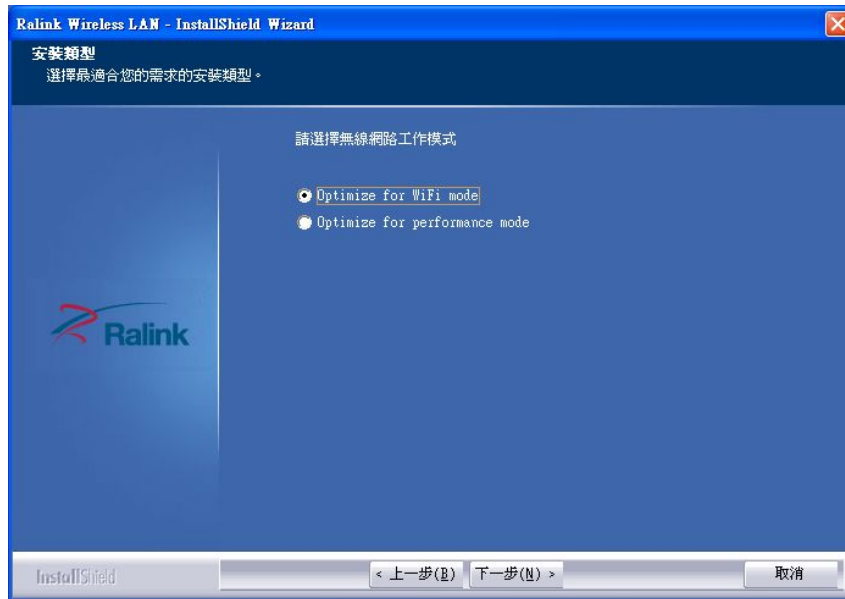 Ralink Wireless LAN - InstallShield Wizard
安裝類型
選擇最適合您的需求的安裝類型。
請選擇無線網路工作模式
Optimize for WiFi mode
Optimize for performance mode
Ralink
InstallShield
< 上一步(B)
下一步(N) >
取消